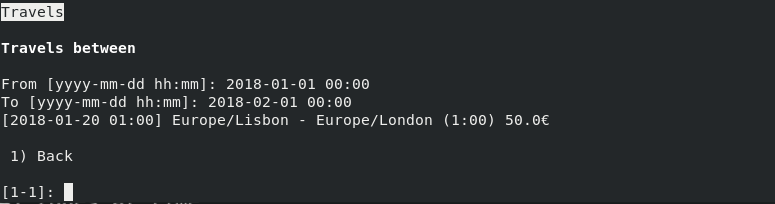 Travels
Travels between
From [yyyy-mm-dd hh:mm]: 2018-01-01 00:00
To [yyyy-mm-dd hh:mm]: 2018-02-01 00:00
[2018-01-20 01:00] Europe/Lisbon - Europe/London (1:00) 50.0€
1) Back
[1-1]: